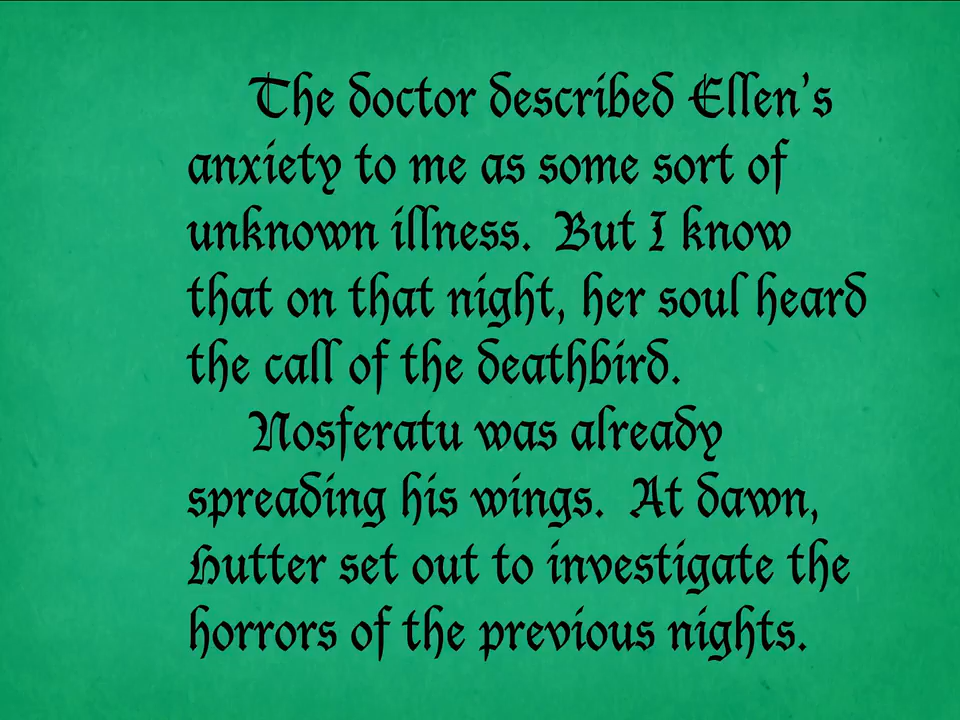 The doctor described Ellen's
anxiety to me as some sort of
unknown illness. But I know
that on that night, her soul heard
the call of the deathbird.
Nosferatu was already
spreading his wings. At dawn,
Hutter set out to investigate the
horrors of the previous nights.